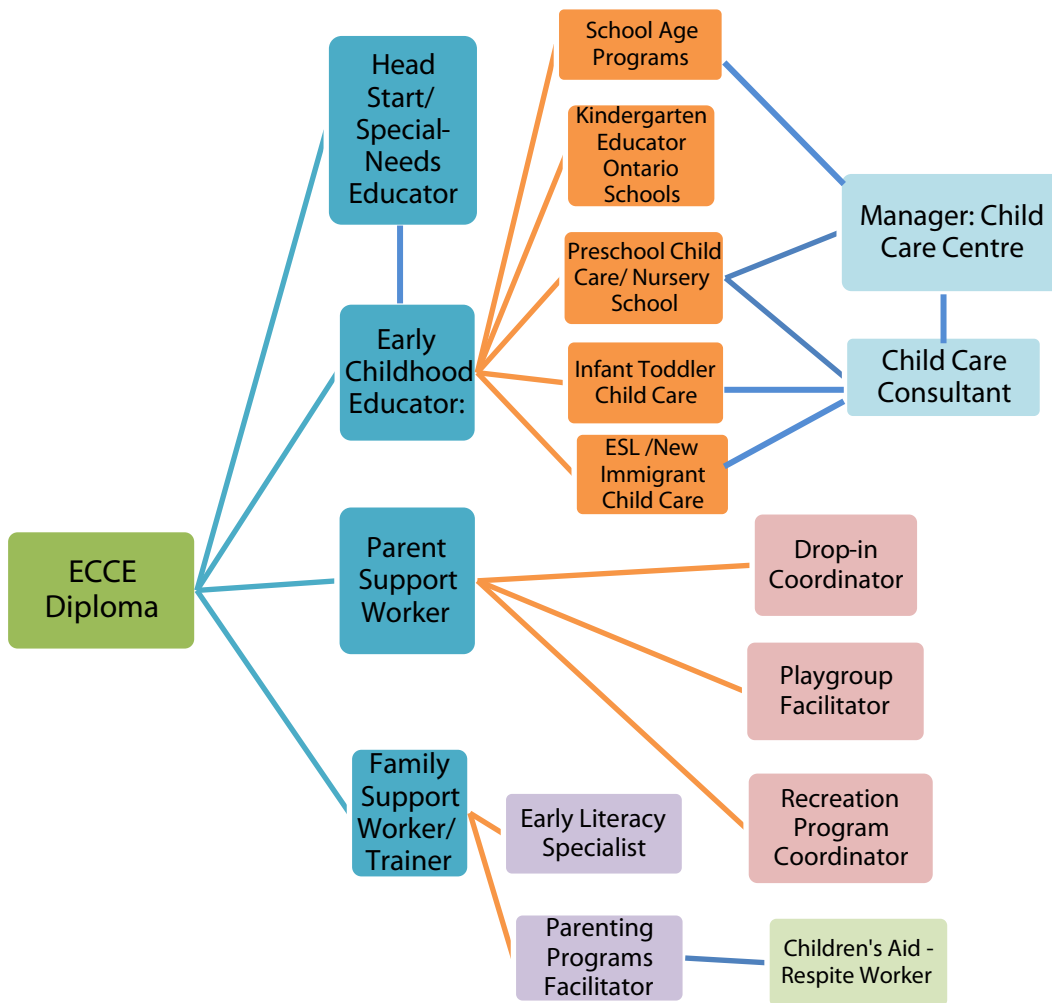 School Age
Programs
Head
Start/
Special-
Needs
Educator
Kindergarten
Educator
Ontario
Schools
Manager: Child
Care Centre
Preschool Child
Care/ Nursery
School
Early
Childhood
Educator:
Infant Toddler
Child Care
Child Care
Consultant
ESL /New
Immigrant
Child Care
ECCE
Diploma
Parent
Support
Worker
Drop-in
Coordinator
Playgroup
Facilitator
Family
Support
Worker/
Trainer
Early Literacy
Specialist
Recreation
Program
Coordinator
Parenting
Programs
Facilitator
Children's Aid -
Respite Worker